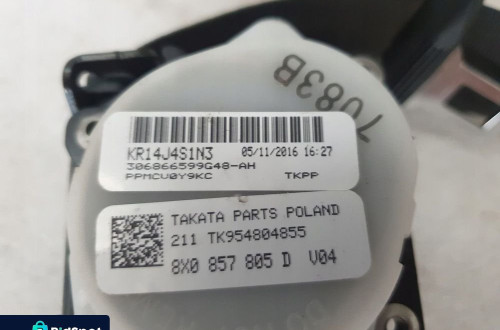 7083B
KR14J4S1N3 05/11/2016 16:27
306866599G48-AH
PPMCU0Y9KC TKPP
TAKATA PARTS POLAND
211 TK954804855
8X0 857 805 D V04
BidSpot